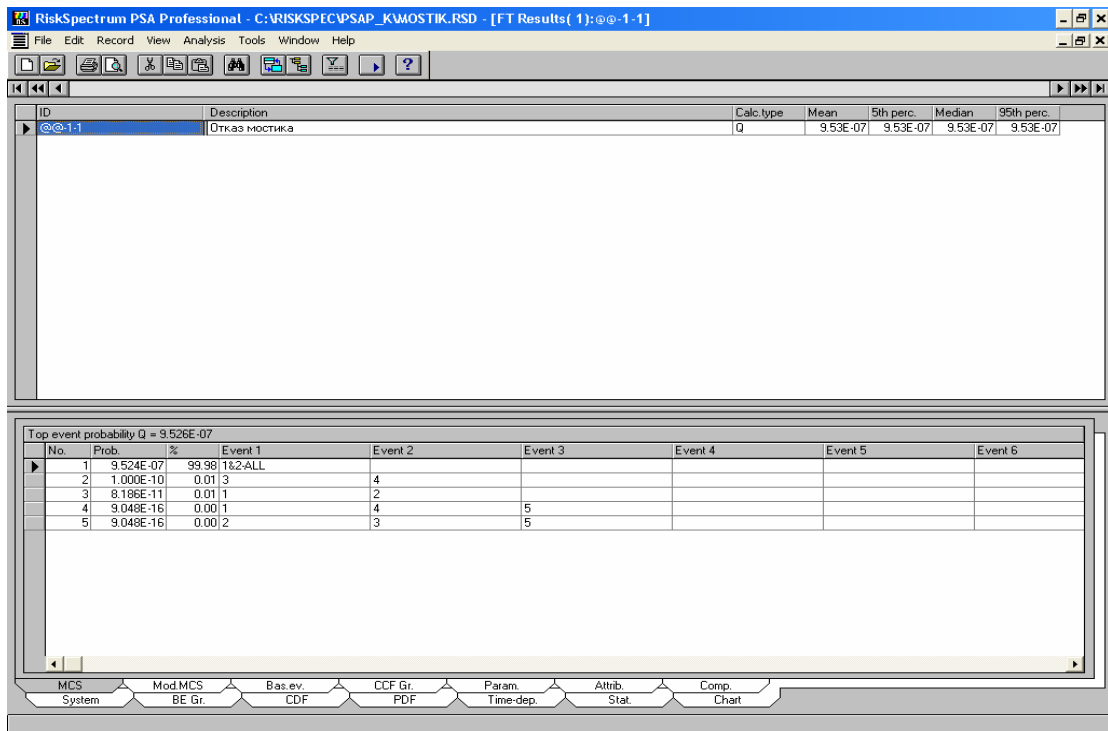 RiskSpectrum PSA Professional - C:\RISKSPEC\PSAP_K\MOSTIK.RSD - [FT Results( 1):@@-1-1]
File Edit Record View Analysis Tools Window Help
ID Description Calc.type Mean 5th perc. Median 95th perc.
@@-1-1 Отказ мостика Q 9.53E-07 9.53E-07 9.53E-07 9.53E-07
Top event probability Q = 9.526E-07
No. Prob. % Event 1 Event 2 Event 3 Event 4 Event 5 Event 6
1 9.524E-07 99.98 1&2-ALL
2 1.000E-10 0.01 3 4
3 8.186E-11 0.01 1 2
4 9.048E-16 0.00 1 4 5
5 9.048E-16 0.00 2 3 5
MCS Mod.MCS Bas.ev. CCF Gr. Param. Attrib. Comp.
System BE Gr. CDF PDF Time-dep. Stat. Chart